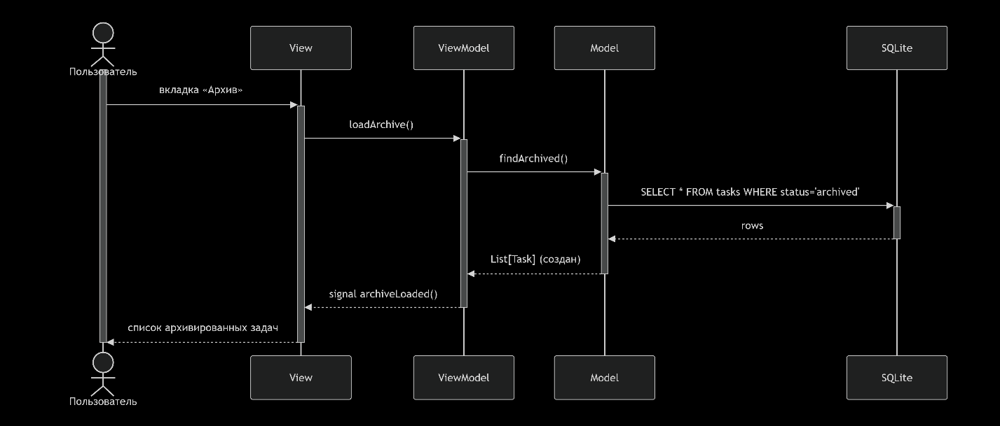 Пользователь
View
ViewModel
Model
SQLite
вкладка «Архив»
loadArchive()
findArchived()
SELECT * FROM tasks WHERE status='archived'
rows
List[Task] (создан)
signal archiveLoaded()
список архивированных задач
Пользователь
View
ViewModel
Model
SQLite